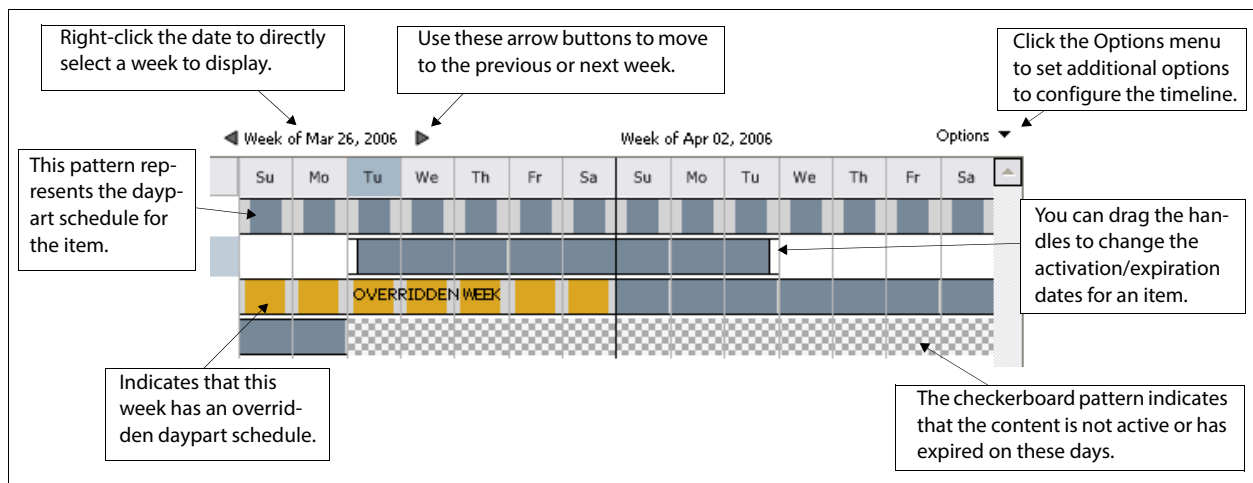 Right-click the date to directly
select a week to display.
Use these arrow buttons to move
to the previous or next week.
Click the Options menu
to set additional options
to configure the timeline.
Week of Mar 26, 2006
Week of Apr 02, 2006
Options
This pattern rep-
resents the dayp-
art schedule for
the item.
Su Mo Tu We Th Fr Sa Su Mo Tu We Th Fr Sa
You can drag the han-
dles to change the
activation/expiration
dates for an item.
OVERRIDDEN WEEK
Indicates that this
week has an overrid-
den daypart schedule.
The checkerboard pattern indicates
that the content is not active or has
expired on these days.